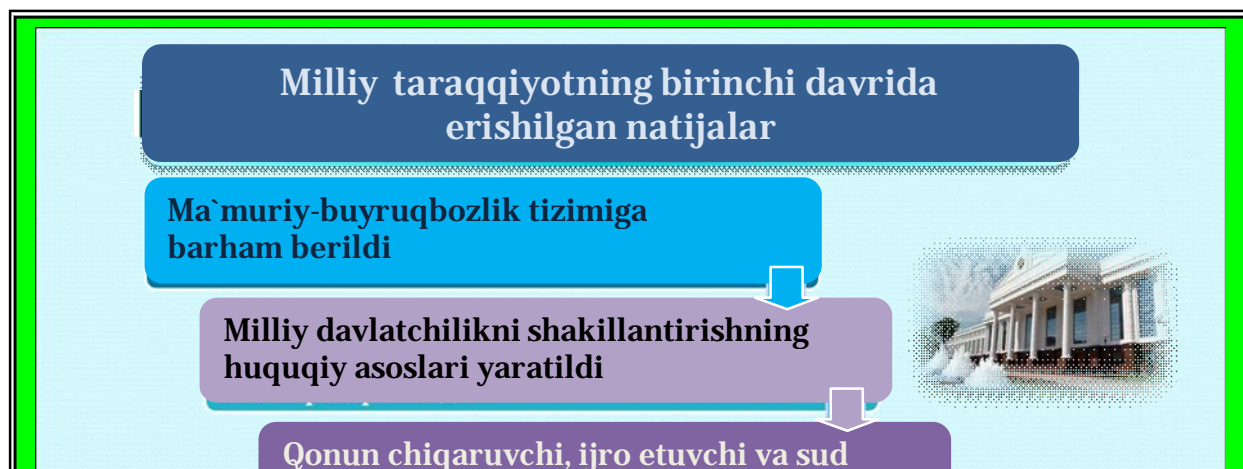 Milliy taraqqiyotning birinchi davrida
erishilgan natijalar
Ma`muriy-buyruqbozlik tizimiga
barham berildi
Milliy davlatchilikni shakillantirishning
huquqiy asoslari yaratildi
Qonun chiqaruvchi, ijro etuvchi va sud